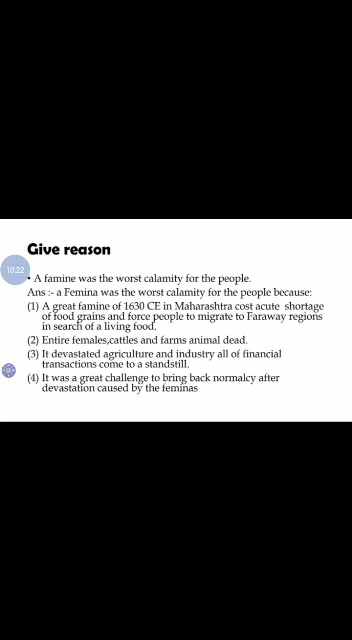 Give reason
10:22
• A famine was the worst calamity for the people.
Ans :- a Femina was the worst calamity for the people because:
(1) A great famine of 1630 CE in Maharashtra cost acute shortage
of food grains and force people to migrate to Faraway regions
in search of a living food.
(2) Entire females,cattles and farms animal dead.
(3) It devastated agriculture and industry all of financial
transactions come to a standstill.
(4) It was a great challenge to bring back normalcy after
devastation caused by the feminas